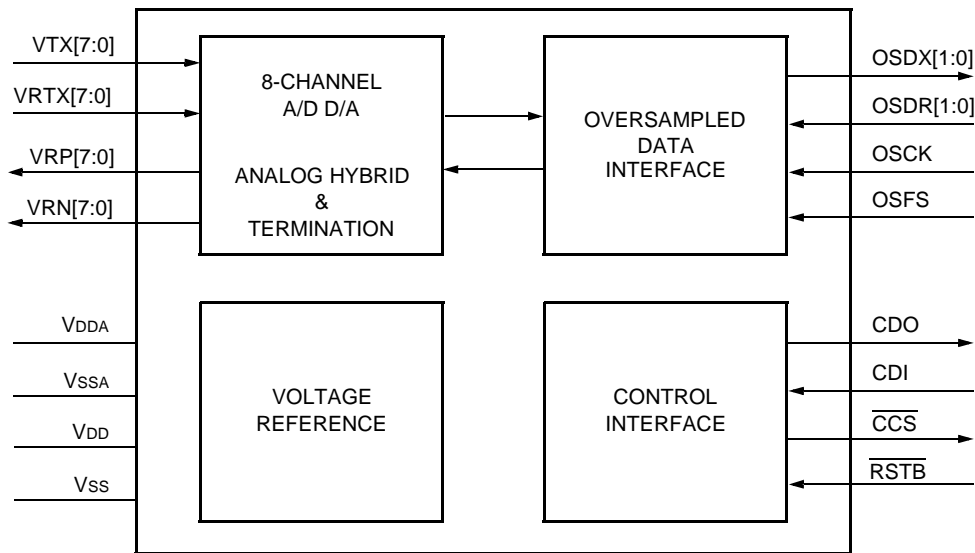 VTX[7:0]
VRTX[7:0]
VRP[7:0]
VRN[7:0]
8-CHANNEL
A/D D/A
ANALOG HYBRID
&
TERMINATION
OVERSAMPLED
DATA
INTERFACE
OSDX[1:0]
OSDR[1:0]
OSCK
OSFS
VDDA
VSSA
VDD
VSS
VOLTAGE
REFERENCE
CONTROL
INTERFACE
CDO
CDI
CCS
RSTB